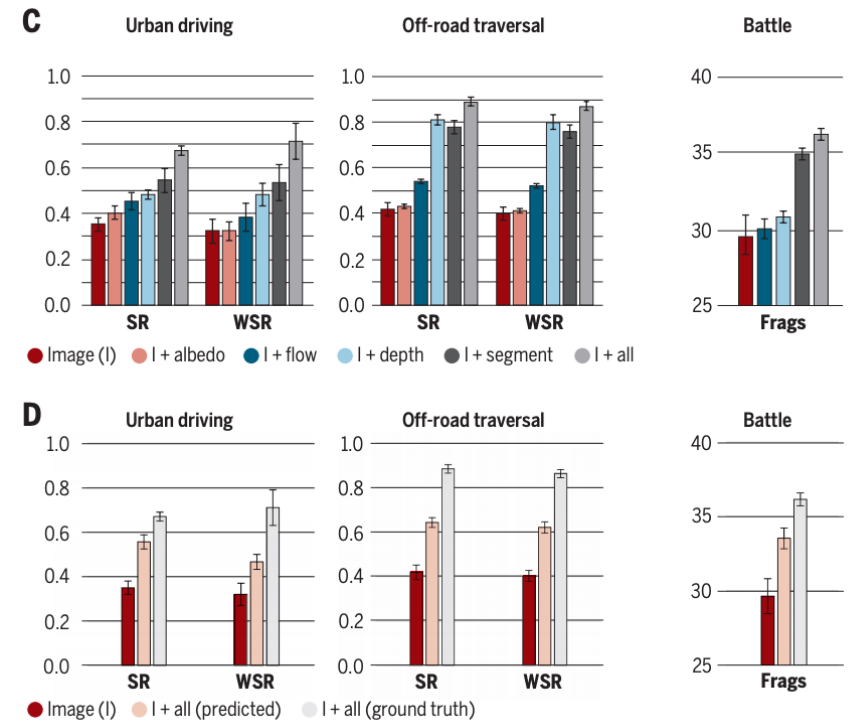 C
Urban driving
Off-road traversal
Battle
1.0
0.8
0.6
0.4
0.2
0.0
SR WSR
1.0
0.8
0.6
0.4
0.2
0.0
SR WSR
40
35
30
25
Frags
Image (I) I + albedo I + flow I + depth I + segment I + all
D
Urban driving
Off-road traversal
Battle
1.0
0.8
0.6
0.4
0.2
0.0
SR WSR
1.0
0.8
0.6
0.4
0.2
0.0
SR WSR
40
35
30
25
Frags
Image (I) I + all (predicted) I + all (ground truth)